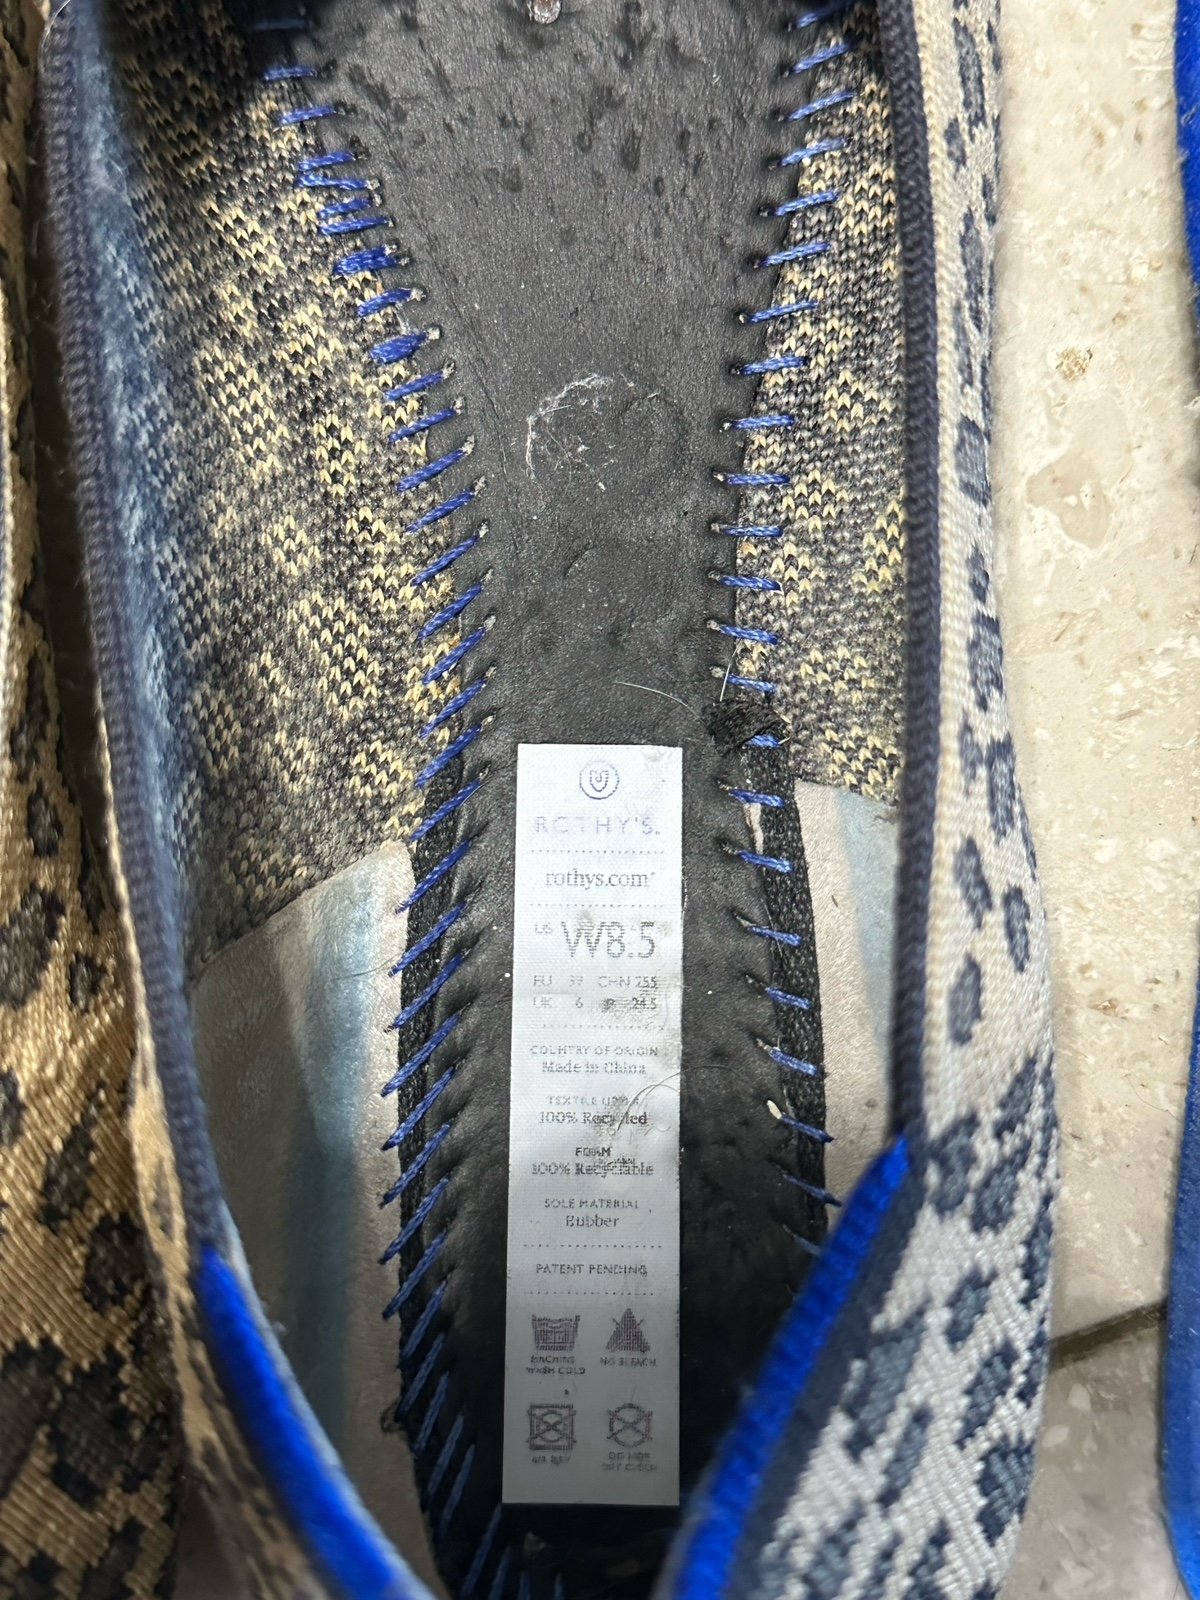 ROTHY'S.
rothys.com
US W8.5
EU 39 CHN 255
UK 6 JP 24.5
COUNTRY OF ORIGIN
Made in China
TEXTILE UPPER
100% Recycled
FOAM
100% Recyclable
SOLE MATERIAL
Rubber
PATENT PENDING
MACHINE NO BLEACH
WASH COLD
DO NOT
DRY CLEAN